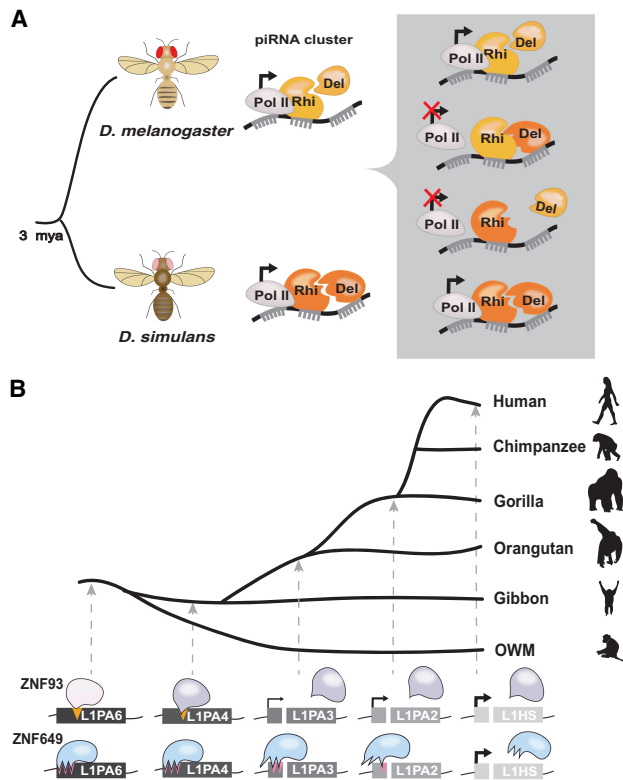 A
piRNA cluster
Pol II Rhi Del
D. melanogaster
3 mya
Pol II Rhi Del
D. simulans
Pol II Rhi Del
Pol II Rhi Del
Pol II Rhi Del
Pol II Rhi Del
B
Human
Chimpanzee
Gorilla
Orangutan
Gibbon
OWM
ZNF93
L1PA6 L1PA4 L1PA3 L1PA2 L1HS
ZNF649
L1PA6 L1PA4 L1PA3 L1PA2 L1HS